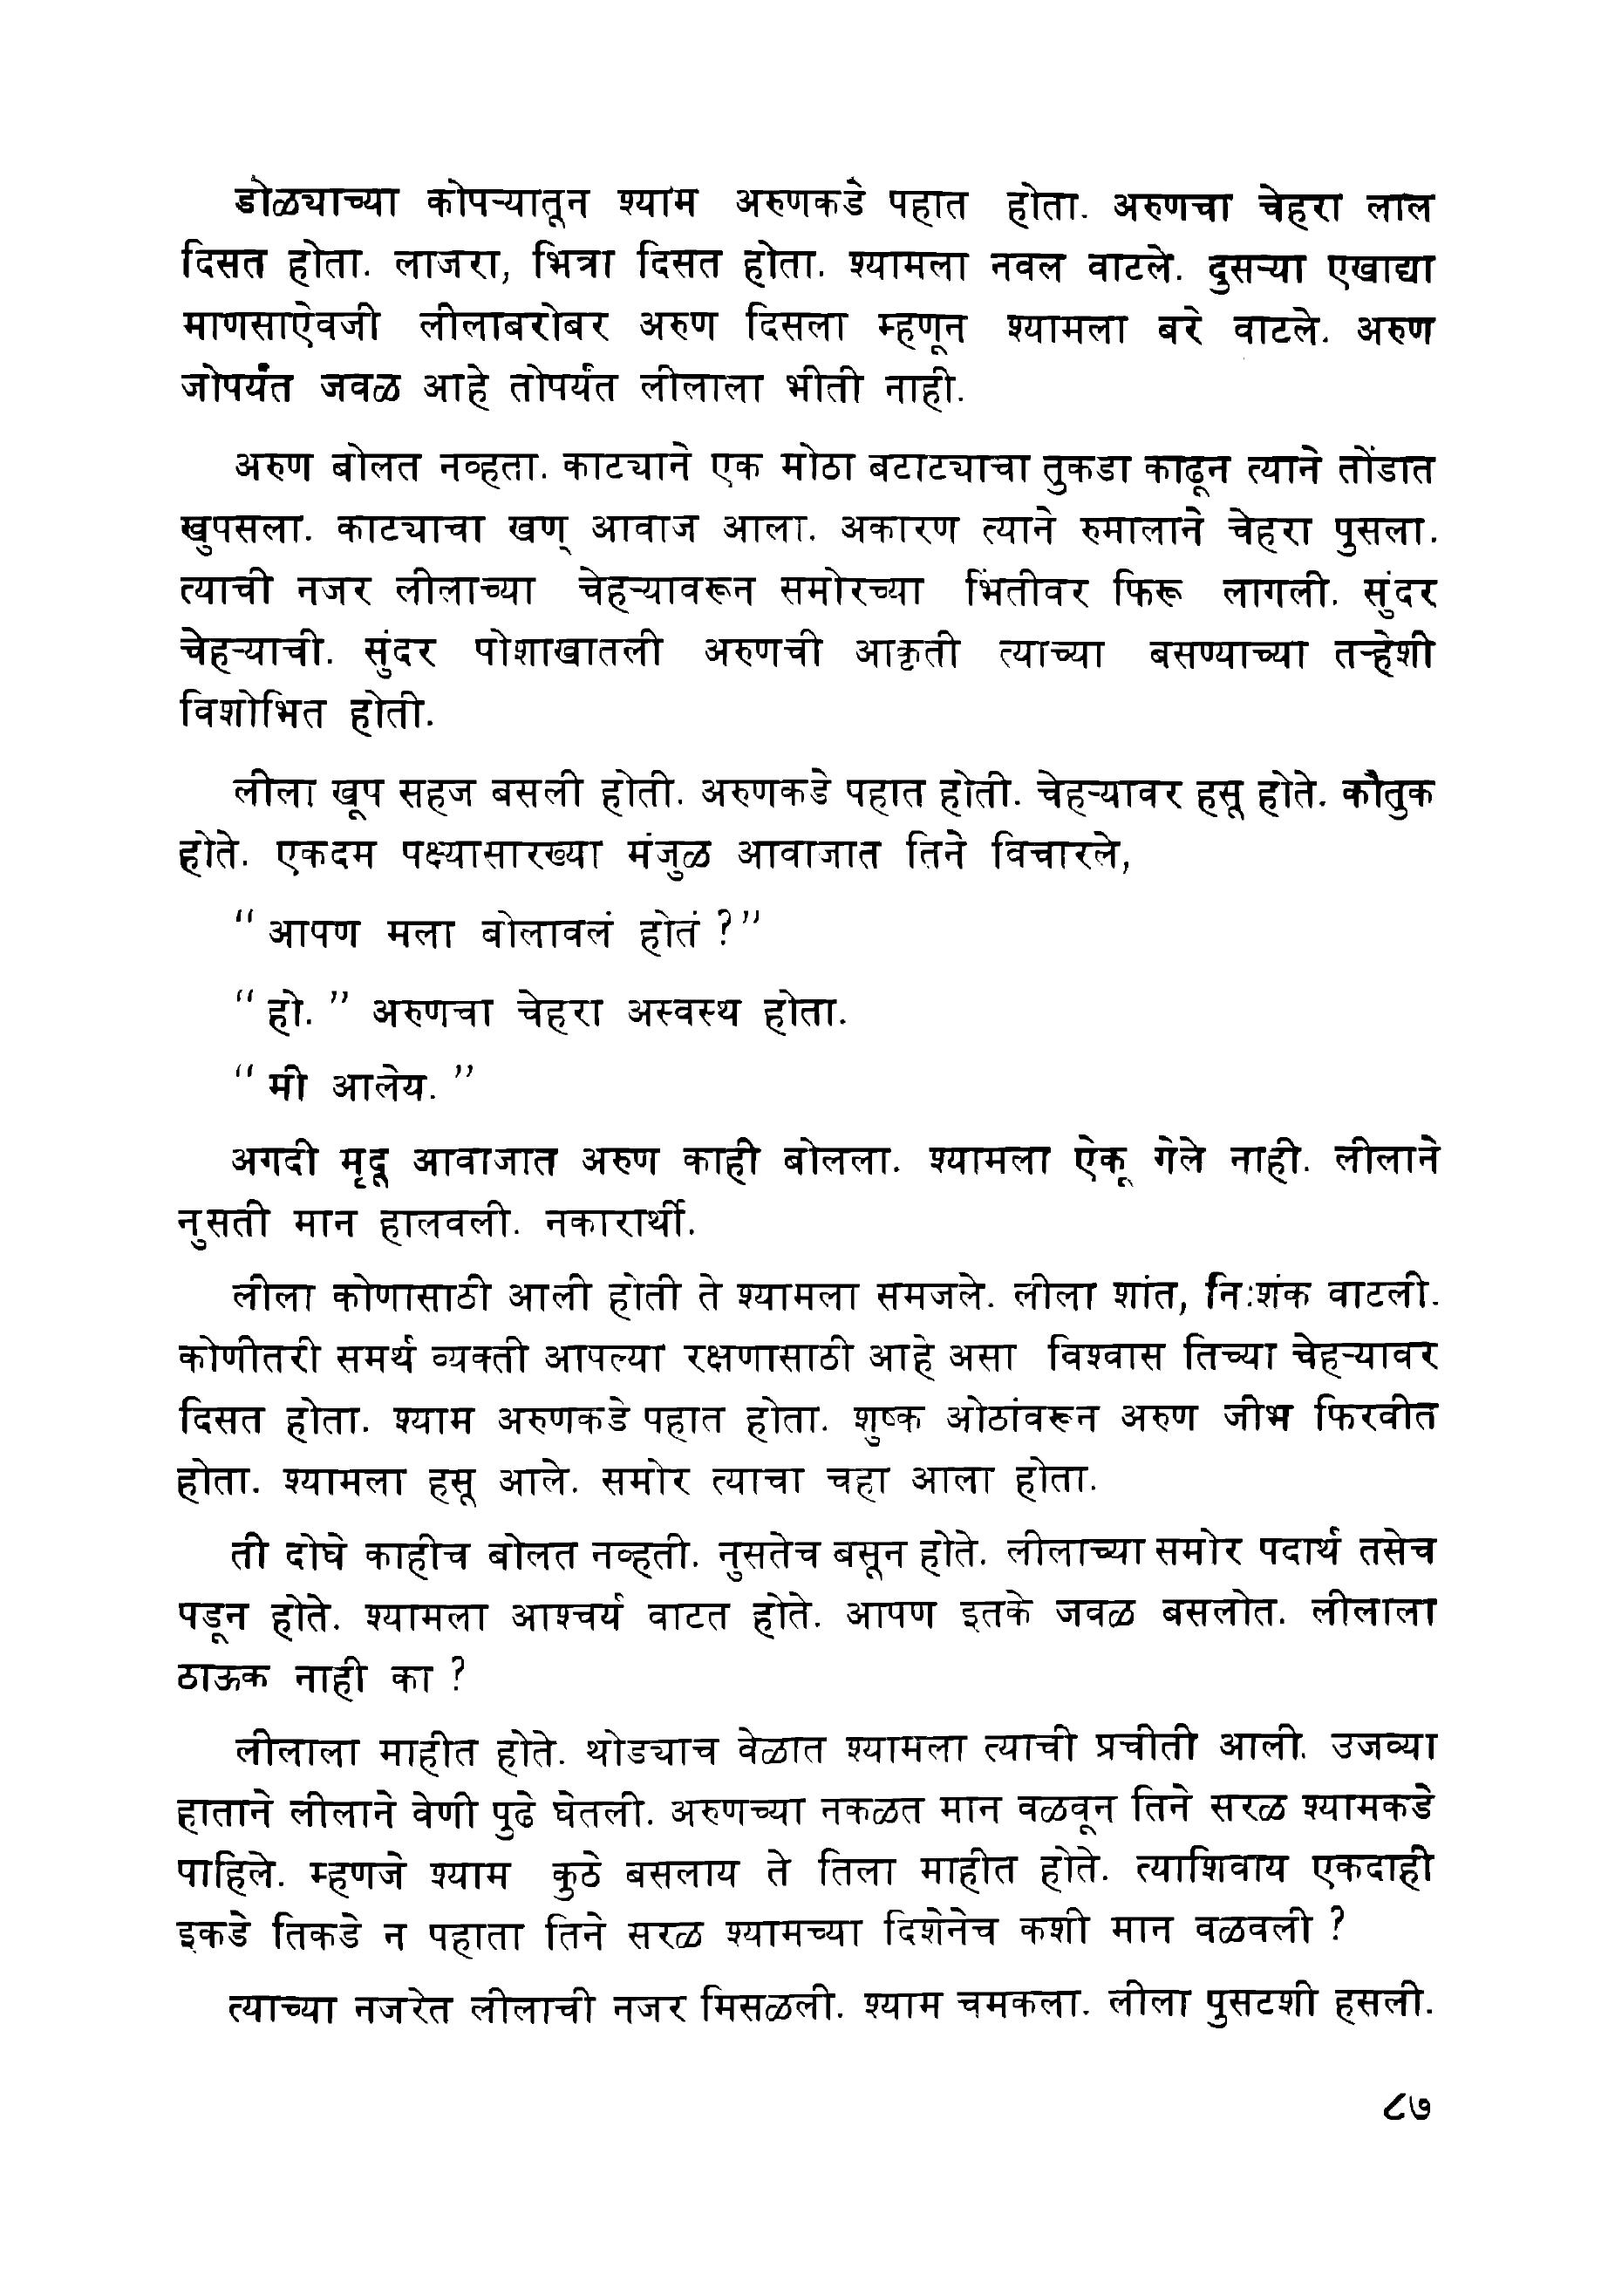 डोळ्याच्या कोपऱ्यातून श्याम अरुणकडे पहात होता. अरुणचा चेहरा लाल
दिसत होता. लाजरा, भित्रा दिसत होता. श्यामला नवल वाटले. दुसऱ्या एखाद्या
माणसाऐवजी लीलाबरोबर अरुण दिसला म्हणून श्यामला बरे वाटले. अरुण
जोपर्यंत जवळ आहे तोपर्यंत लीलाला भीती नाही.
अरुण बोलत नव्हता. काट्याने एक मोठा बटाट्याचा तुकडा काढून त्याने तोंडात
खुपसला. काट्याचा खण् आवाज आला. अकारण त्याने रुमालाने चेहरा पुसला.
त्याची नजर लीलाच्या चेहऱ्यावरून समोरच्या भिंतीवर फिरू लागली. सुंदर
चेहऱ्याची. सुंदर पोशाखातली अरुणची आकृती त्याच्या बसण्याच्या तऱ्हेशी
विशोभित होती.
लीला खूप सहज बसली होती. अरुणकडे पहात होती. चेहऱ्यावर हसू होते. कौतुक
होते. एकदम पक्ष्यासारख्या मंजुळ आवाजात तिने विचारले,
“ आपण मला बोलावलं होतं ?”
“ हो. ” अरुणचा चेहरा अस्वस्थ होता.
“ मी आलेय. ”
अगदी मृदू आवाजात अरुण काही बोलला. श्यामला ऐकू गेले नाही. लीलाने
नुसती मान हालवली. नकारार्थी.
लीला कोणासाठी आली होती ते श्यामला समजले. लीला शांत, निःशंक वाटली.
कोणीतरी समर्थ व्यक्ती आपल्या रक्षणासाठी आहे असा विश्वास तिच्या चेहऱ्यावर
दिसत होता. श्याम अरुणकडे पहात होता. शुष्क ओठांवरून अरुण जीभ फिरवीत
होता. श्यामला हसू आले. समोर त्याचा चहा आला होता.
ती दोघे काहीच बोलत नव्हती. नुसतेच बसून होते. लीलाच्या समोर पदार्थ तसेच
पडून होते. श्यामला आश्चर्य वाटत होते. आपण इतके जवळ बसलोत. लीलाला
ठाऊक नाही का ?
लीलाला माहीत होते. थोड्याच वेळात श्यामला त्याची प्रचीती आली. उजव्या
हाताने लीलाने वेणी पुढे घेतली. अरुणच्या नकळत मान वळवून तिने सरळ श्यामकडे
पाहिले. म्हणजे श्याम कुठे बसलाय ते तिला माहीत होते. त्याशिवाय एकदाही
इकडे तिकडे न पहाता तिने सरळ श्यामच्या दिशेनेच कशी मान वळवली ?
त्याच्या नजरेत लीलाची नजर मिसळली. श्याम चमकला. लीला पुसटशी हसली.
८७